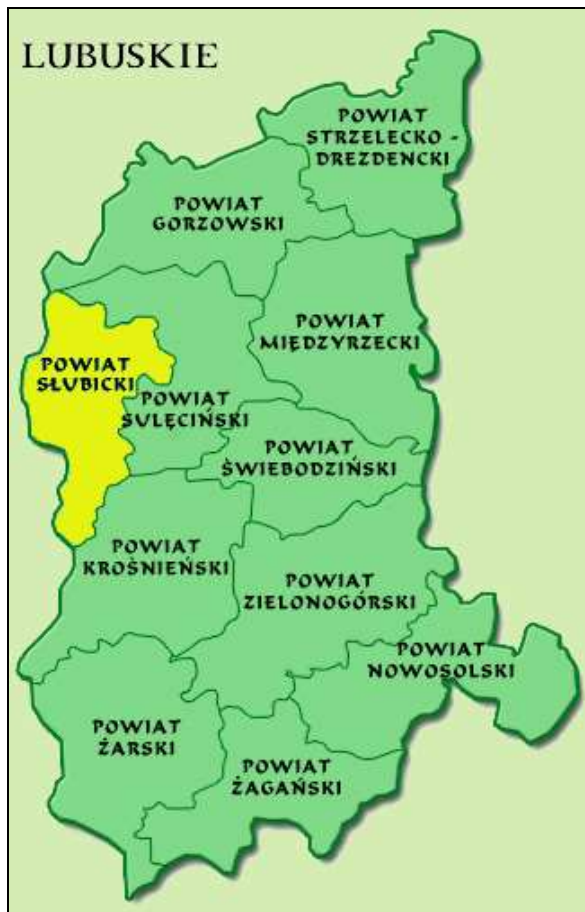 LUBUSKIE
POWIAT
STRZELECKO -
DREZDENCKI
POWIAT
GORZOWSKI
POWIAT
MIĘDZYRZECKI
POWIAT
SŁUBICKI
POWIAT
SULĘCIŃSKI
POWIAT
ŚWIEBODZIŃSKI
POWIAT
KROŚNIEŃSKI
POWIAT
ZIELONOGÓRSKI
POWIAT
NOWOSOLSKI
POWIAT
ŻARSKI
POWIAT
ŻAGAŃSKI